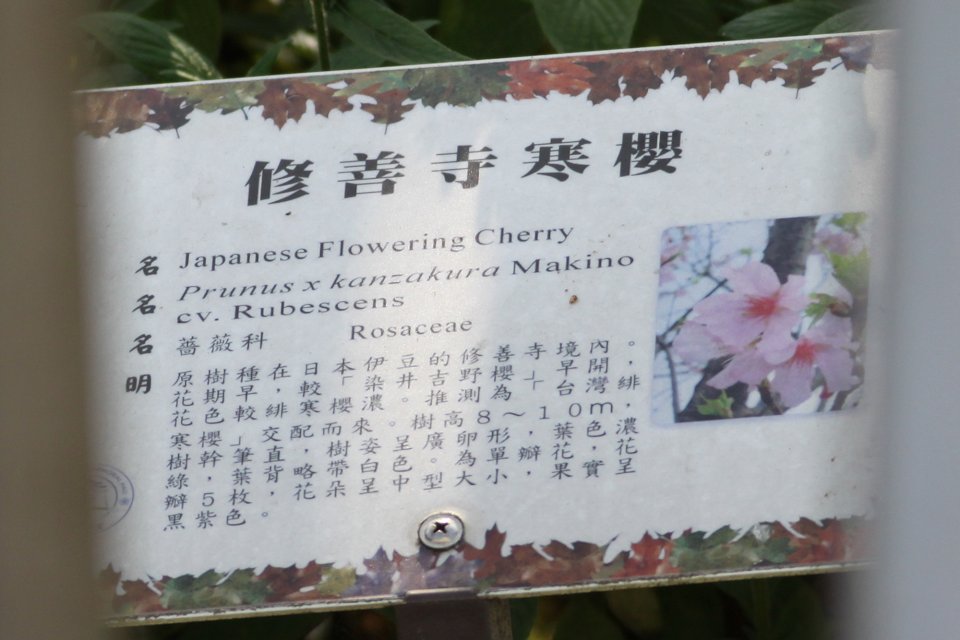 修善寺寒櫻
名 Japanese Flowering Cherry
名 Prunus x kanzakura Makino
cv. Rubescens
名 薔薇科 Rosaceae
明 原樹種在日本伊豆的修善寺境內。
花期早，較「染井吉野櫻」早開，
花色較緋寒櫻濃。推測為「台灣緋
寒櫻」交配而來。樹高8～10m，
樹幹筆直，樹姿呈廣卵形，葉色濃
綠，葉背略帶白色。為單瓣花，花
瓣5枚，花朵呈中型大小，果實呈
黑紫色。